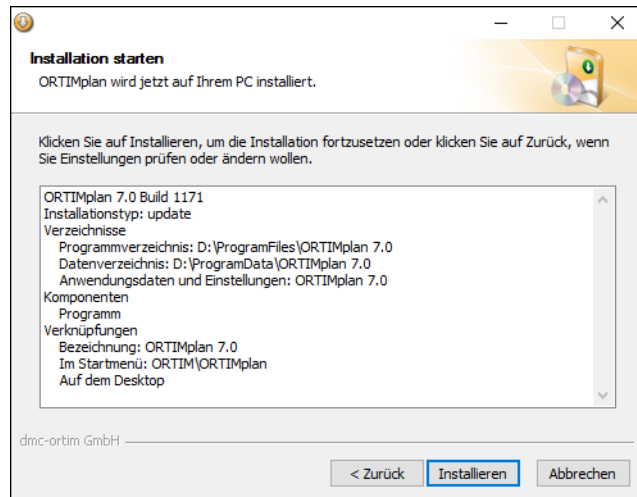 Installation starten
ORTIMplan wird jetzt auf Ihrem PC installiert.
Klicken Sie auf Installieren, um die Installation fortzusetzen oder klicken Sie auf Zurück, wenn
Sie Einstellungen prüfen oder ändern wollen.
ORTIMplan 7.0 Build 1171
Installationstyp: update
Verzeichnisse
Programmverzeichnis: D:\ProgramFiles\ORTIMplan 7.0
Datenverzeichnis: D:\ProgramData\ORTIMplan 7.0
Anwendungsdaten und Einstellungen: ORTIMplan 7.0
Komponenten
Programm
Verknüpfungen
Bezeichnung: ORTIMplan 7.0
Im Startmenü: ORTIM\ORTIMplan
Auf dem Desktop
dmc-ortim GmbH
< Zurück Installieren Abbrechen